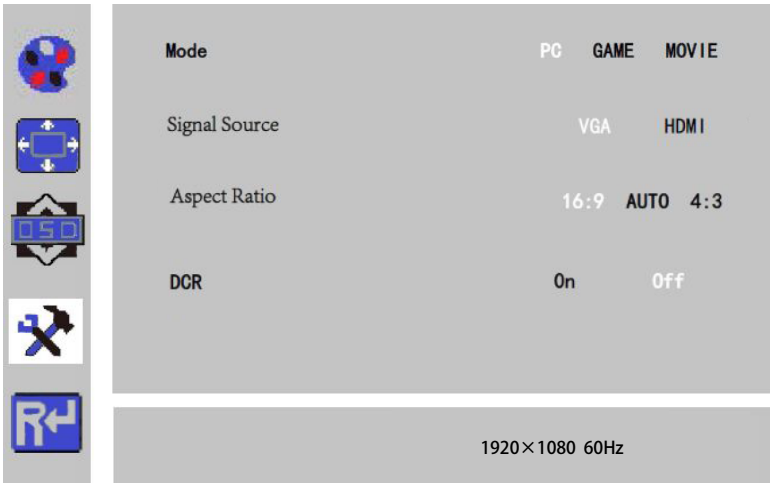 Mode PC GAME MOVIE
Signal Source VGA HDMI
Aspect Ratio 16:9 AUTO 4:3
OSD
DCR On Off
R
1920×1080 60Hz